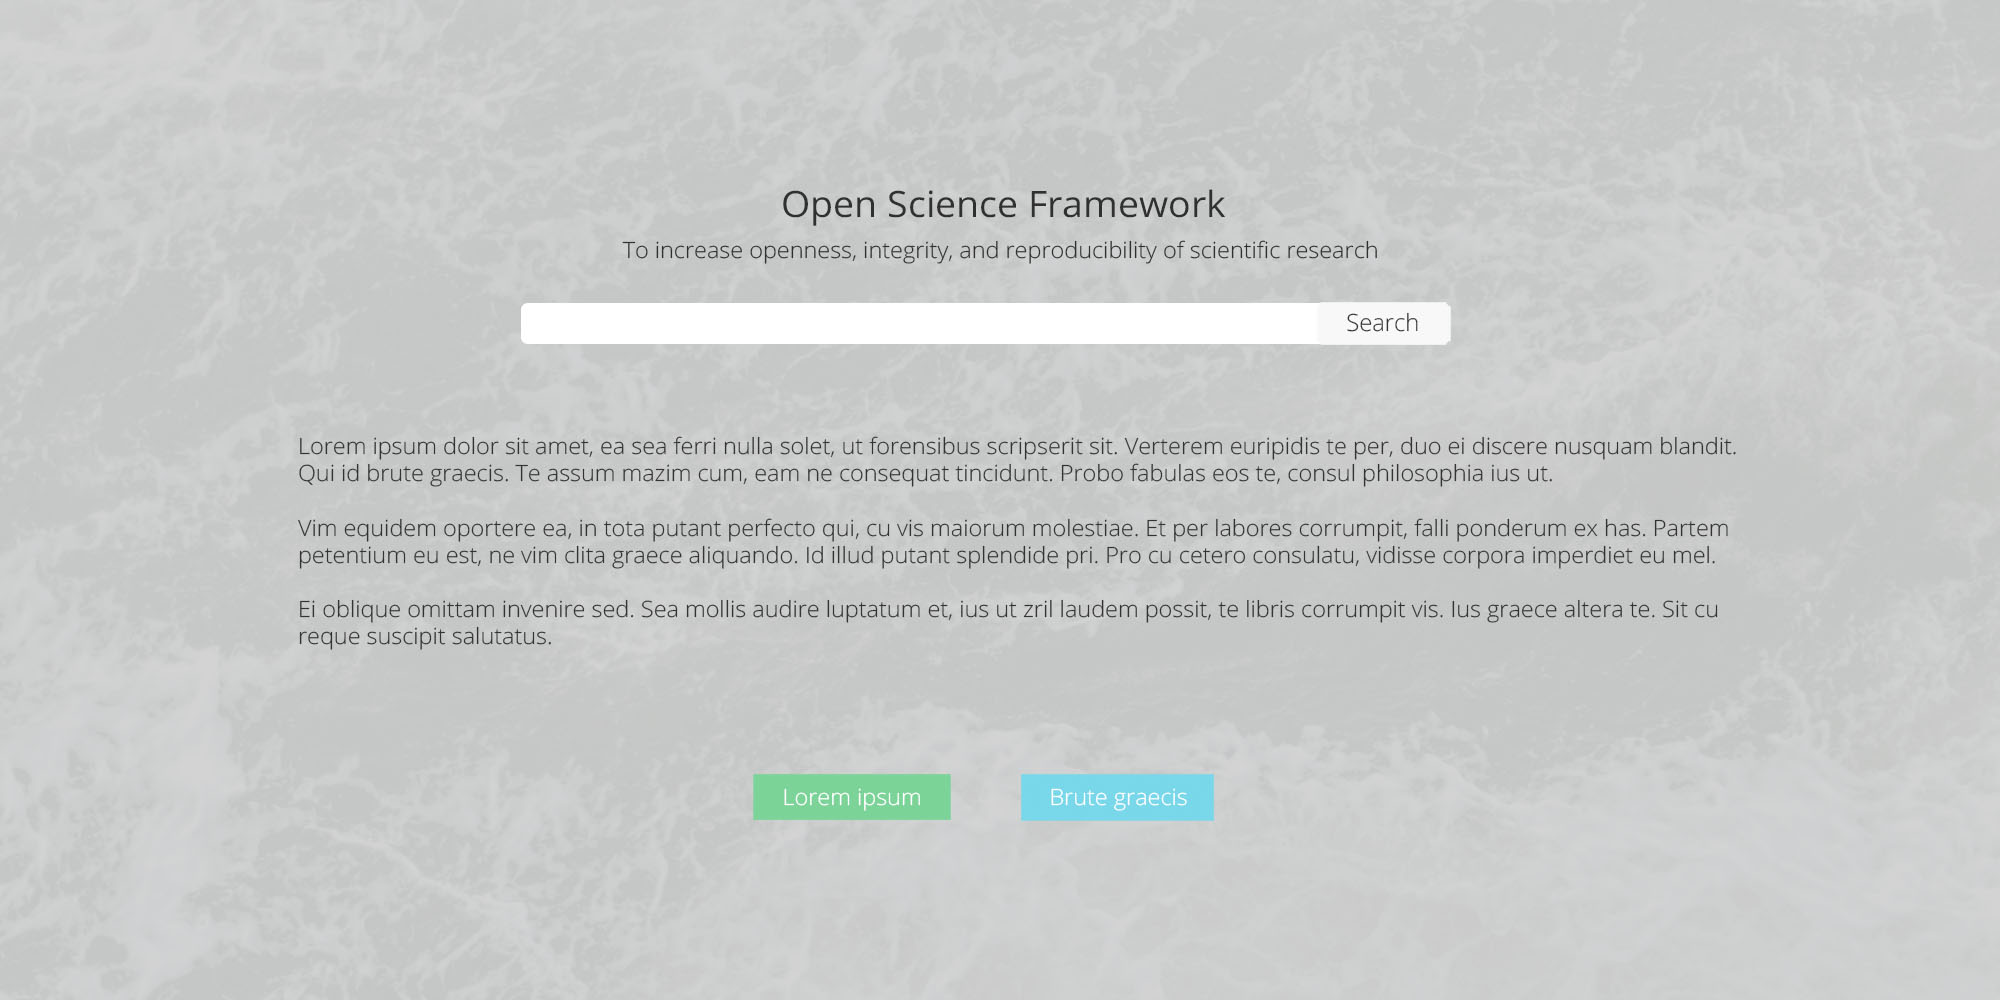 Open Science Framework
To increase openness, integrity, and reproducibility of scientific research
Search
Lorem ipsum dolor sit amet, ea sea ferri nulla solet, ut forensibus scripserit sit. Verterem euripidis te per, duo ei discere nusquam blandit.
Qui id brute graecis. Te assum mazim cum, eam ne consequat tincidunt. Probo fabulas eos te, consul philosophia ius ut.
Vim equidem oportere ea, in tota putant perfecto qui, cu vis maiorum molestiae. Et per labores corrumpit, falli ponderum ex has. Partem
petentium eu est, ne vim clita graece aliquando. Id illud putant splendide pri. Pro cu cetero consulatu, vidisse corpora imperdiet eu mel.
Ei oblique omittam invenire sed. Sea mollis audire luptatum et, ius ut zril laudem possit, te libris corrumpit vis. Ius graece altera te. Sit cu
reque suscipit salutatus.
Lorem ipsum
Brute graecis